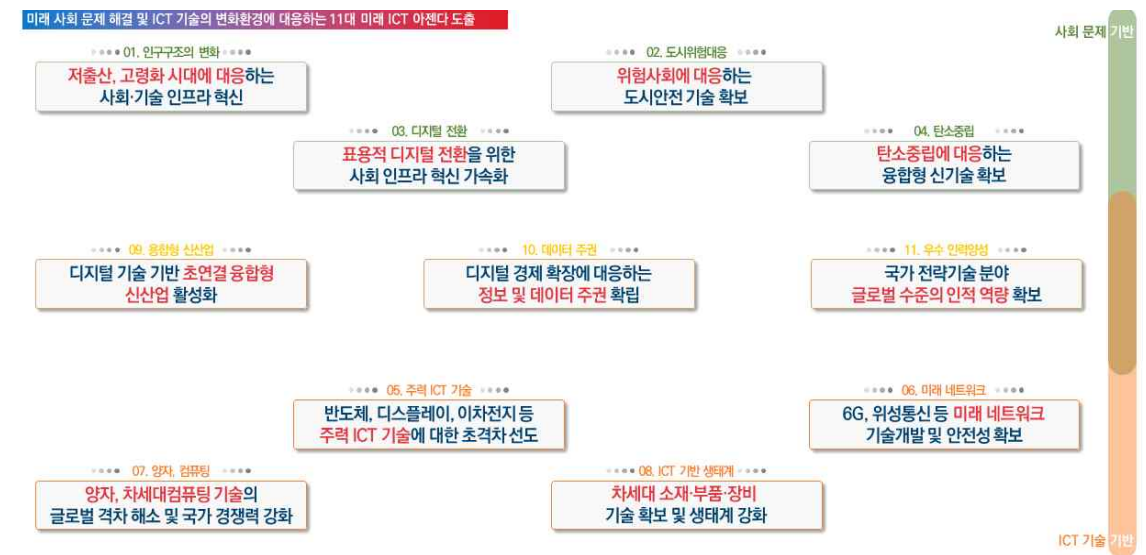 미래 사회 문제 해결 및 ICT 기술의 변화환경에 대응하는 11대 미래 ICT 아젠다 도출
사회 문제 기반
01. 인구구조의 변화
저출산, 고령화 시대에 대응하는
사회·기술 인프라 혁신
02. 도시위험대응
위험사회에 대응하는
도시안전 기술 확보
03. 디지털 전환
표용적 디지털 전환을 위한
사회 인프라 혁신 가속화
04. 탄소중립
탄소중립에 대응하는
융합형 신기술 확보
09. 융합형 신산업
디지털 기술 기반 초연결 융합형
신산업 활성화
10. 데이터 주권
디지털 경제 확장에 대응하는
정보 및 데이터 주권 확립
11. 우수 인력양성
국가 전략기술 분야
글로벌 수준의 인적 역량 확보
05. 주력 ICT 기술
반도체, 디스플레이, 이차전지 등
주력 ICT 기술에 대한 초격차 선도
06. 미래 네트워크
6G, 위성통신 등 미래 네트워크
기술개발 및 안전성 확보
07. 양자, 컴퓨팅
양자, 차세대컴퓨팅 기술의
글로벌 격차 해소 및 국가 경쟁력 강화
08. ICT 기반 생태계
차세대 소재·부품·장비
기술 확보 및 생태계 강화
ICT 기술 기반